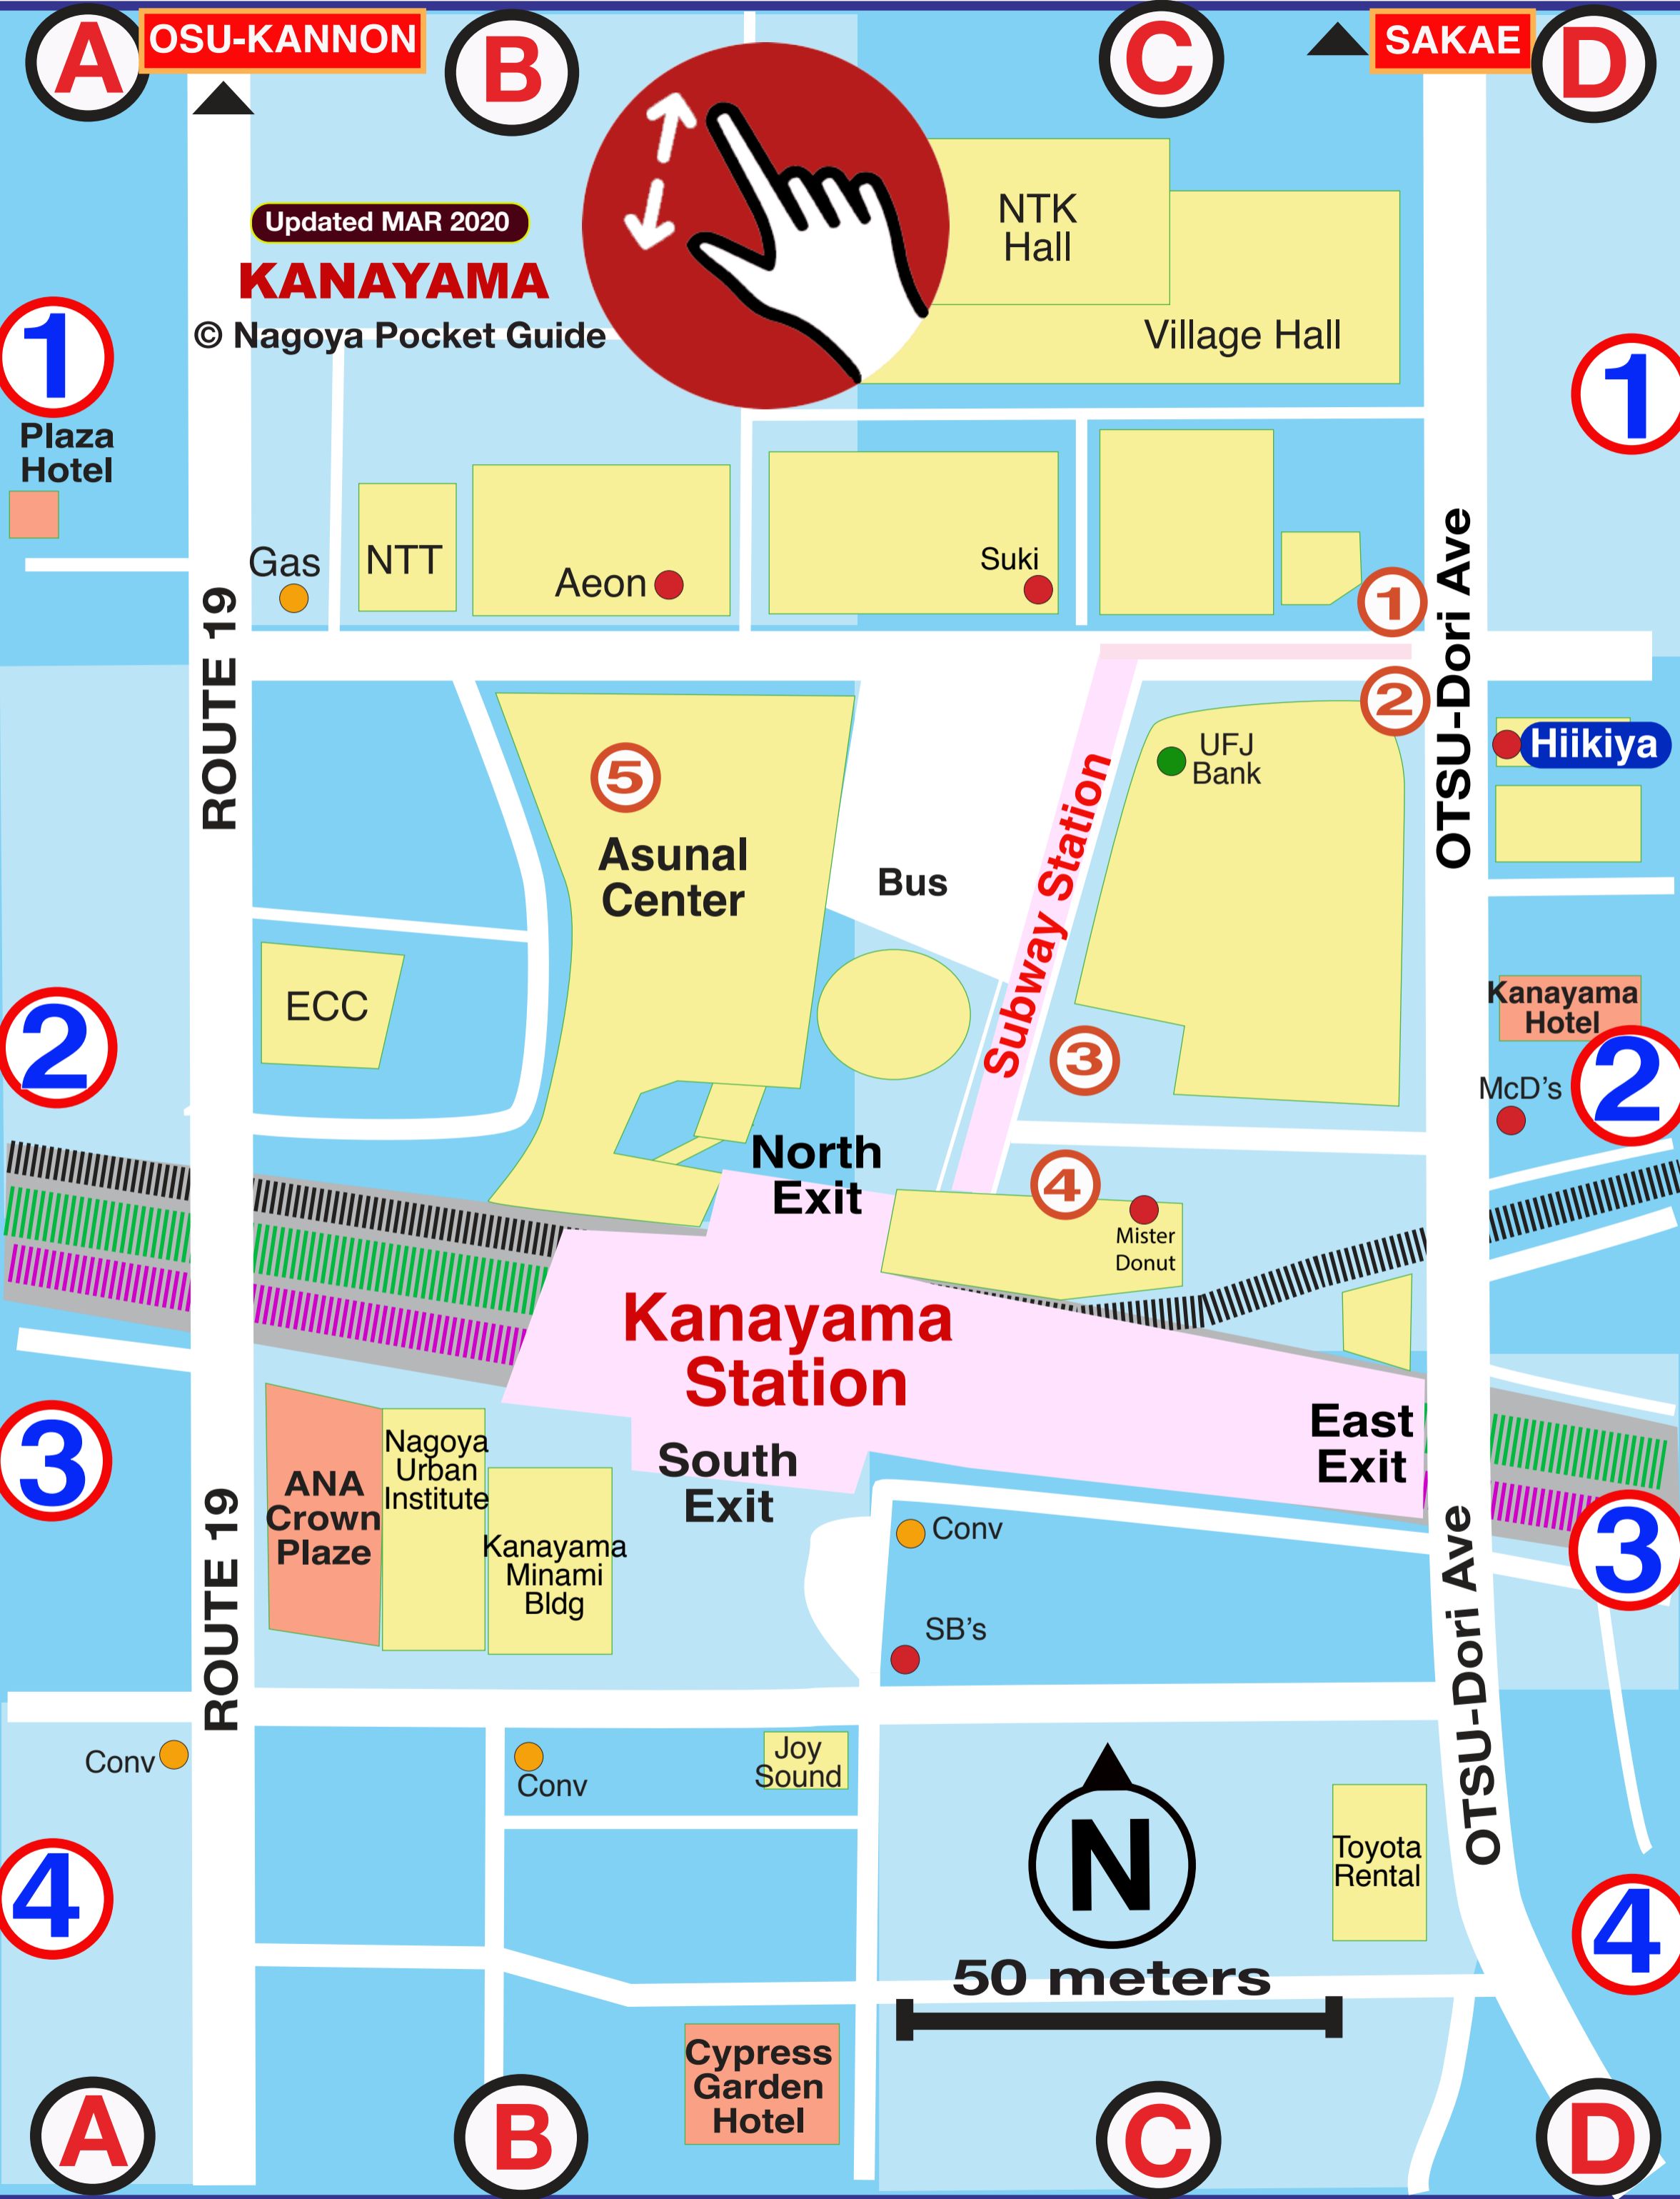 A
OSU-KANNON
B
C
SAKAE
D
Updated MAR 2020
KANAYAMA
© Nagoya Pocket Guide
NTK
Hall
Village Hall
1
1
Plaza
Hotel
Gas
NTT
Aeon
Suki
1
ROUTE 19
OTSU-Dori Ave
2
Hiikiya
UFJ
Bank
5
Asunal
Center
Bus
Subway Station
ECC
2
3
Kanayama
Hotel
2
McD's
North
Exit
4
Mister
Donut
Kanayama
Station
3
East
Exit
South
Exit
Nagoya
Urban
Institute
ANA
Crown
Plaze
Kanayama
Minami
Bldg
Conv
3
SB's
ROUTE 19
OTSU-Dori Ave
Conv
Conv
Joy
Sound
N
Toyota
Rental
4
4
50 meters
Cypress
Garden
Hotel
A
B
C
D